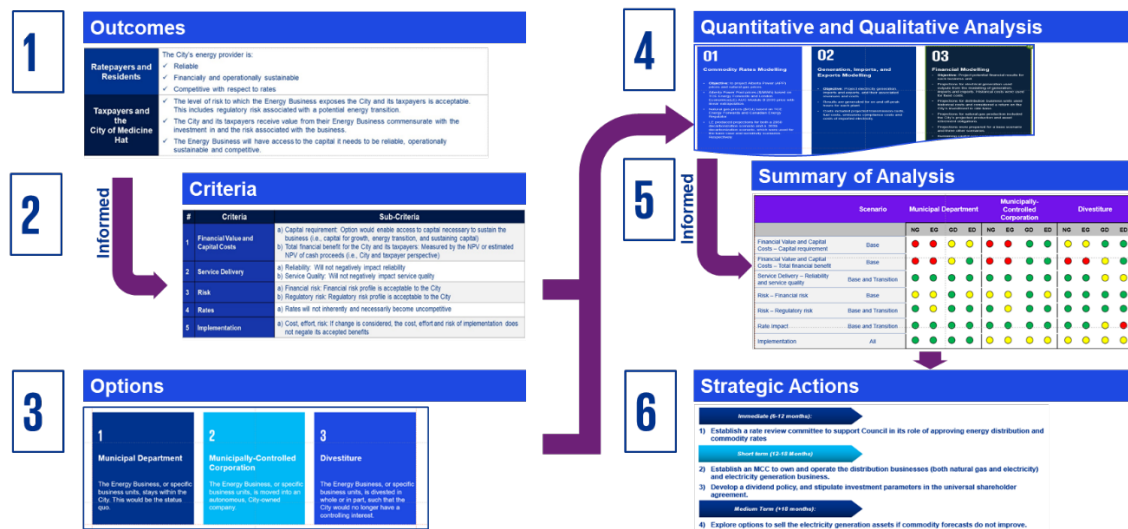 1
Outcomes
Ratepayers and
Residents
The City's energy provider is:
✓ Reliable
✓ Financially and operationally sustainable
✓ Competitive with respect to rates
Taxpayers and
the
City of Medicine
Hat
✓ The level of risk to which the Energy Business exposes the City and its taxpayers is acceptable.
This includes regulatory risk associated with a potential energy transition.
✓ The City and its taxpayers receive value from their Energy Business commensurate with the
investment in and the risk associated with the business.
✓ The Energy Business will have access to the capital it needs to be reliable, operationally
sustainable and competitive.
Informed
2
Criteria
# Criteria Sub-Criteria
1 Financial Value and
Capital Costs
a) Capital requirement: Option would enable access to capital necessary to sustain the
business (i.e., capital for growth, energy transition, and sustaining capital)
b) Total financial benefit for the City and its taxpayers: Measured by the NPV or estimated
NPV of cash proceeds (i.e., City and taxpayer perspective)
2 Service Delivery
a) Reliability: Will not negatively impact reliability
b) Service Quality: Will not negatively impact service quality
3 Risk
a) Financial risk: Financial risk profile is acceptable to the City
b) Regulatory risk: Regulatory risk profile is acceptable to the City
4 Rates
a) Rates will not inherently and necessarily become uncompetitive
5 Implementation
a) Cost, effort, risk: If change is considered, the cost, effort and risk of implementation does
not negate its accepted benefits
3
Options
1
Municipal Department
The Energy Business, or specific
business units, stays within the
City. This would be the status
quo.
2
Municipally-Controlled
Corporation
The Energy Business, or specific
business units, is moved into an
autonomous, City-owned
company.
3
Divestiture
The Energy Business, or specific
business units, is divested in
whole or in part, such that the
City would no longer have a
controlling interest.
4
Quantitative and Qualitative Analysis
01
Commodity Rates Modelling
02
Generation, Imports, and
Exports Modelling
03
Financial Modelling
Informed
5
Summary of Analysis
Scenario Municipal Department Municipally-
Controlled
Corporation Divestiture
NG EG GD ED NG EG GD ED NG EG GD ED
Financial Value and Capital
Costs – Capital requirement Base
Financial Value and Capital
Costs – Total financial benefit Base
Service Delivery – Reliability
and service quality Base and Transition
Risk – Financial risk Base
Risk – Regulatory risk Base and Transition
Rate Impact Base and Transition
Implementation All
6
Strategic Actions
Immediate (6-12 months):
1) Establish a rate review committee to support Council in its role of approving energy distribution and
commodity rates
Short term (12-18 Months)
2) Establish an MCC to own and operate the distribution businesses (both natural gas and electricity)
and electricity generation business.
3) Develop a dividend policy, and stipulate investment parameters in the universal shareholder
agreement.
Medium Term (+18 months)
4) Explore options to sell the electricity generation assets if commodity forecasts do not improve.